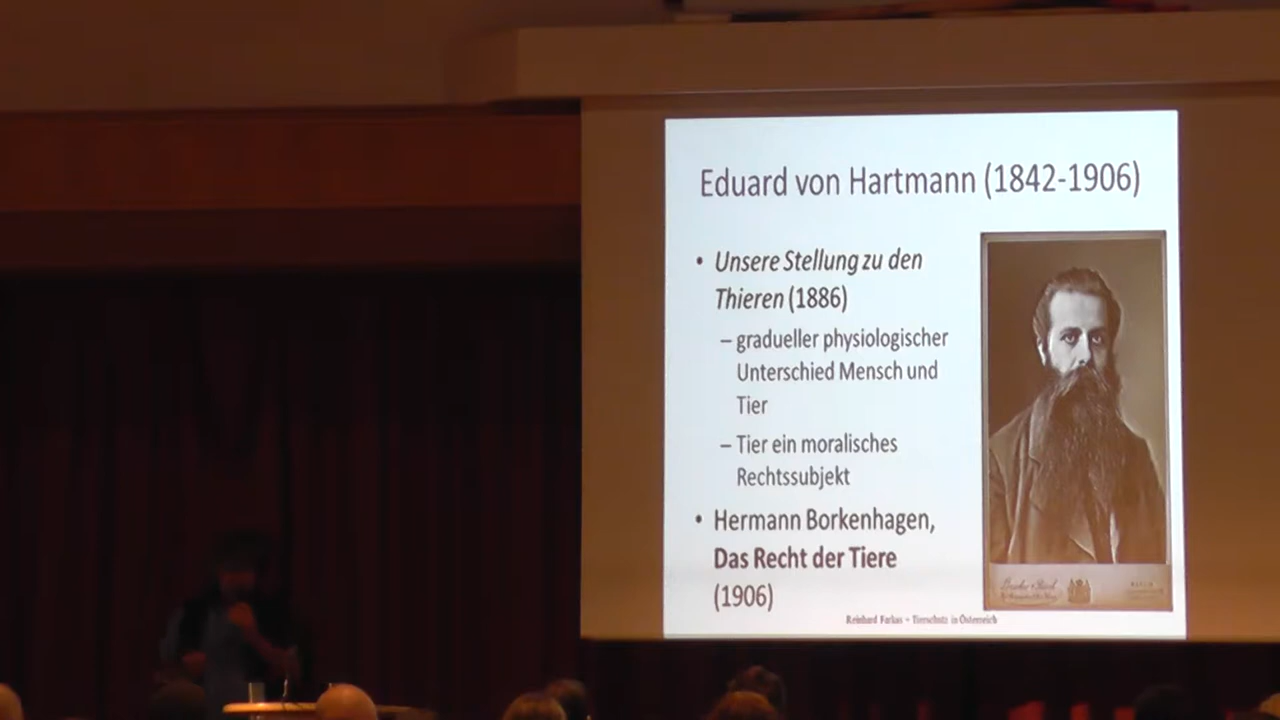 Eduard von Hartmann (1842-1906)
• Unsere Stellung zu den
Thieren (1886)
– gradueller physiologischer
Unterschied Mensch und
Tier
– Tier ein moralisches
Rechtssubjekt
• Hermann Borkenhagen,
Das Recht der Tiere
(1906)
Reinhard Farkas – Tierschutz in Österreich